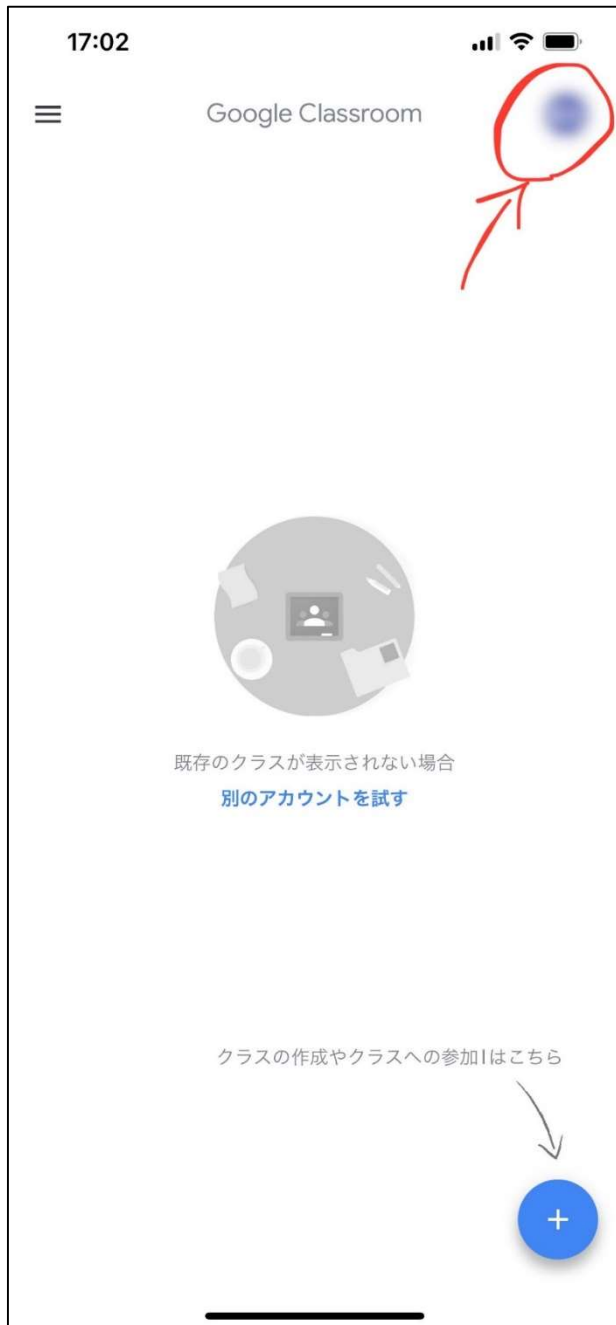 17:02
Google Classroom
既存のクラスが表示されない場合
別のアカウントを試す
クラスの作成やクラスへの参加はこちら